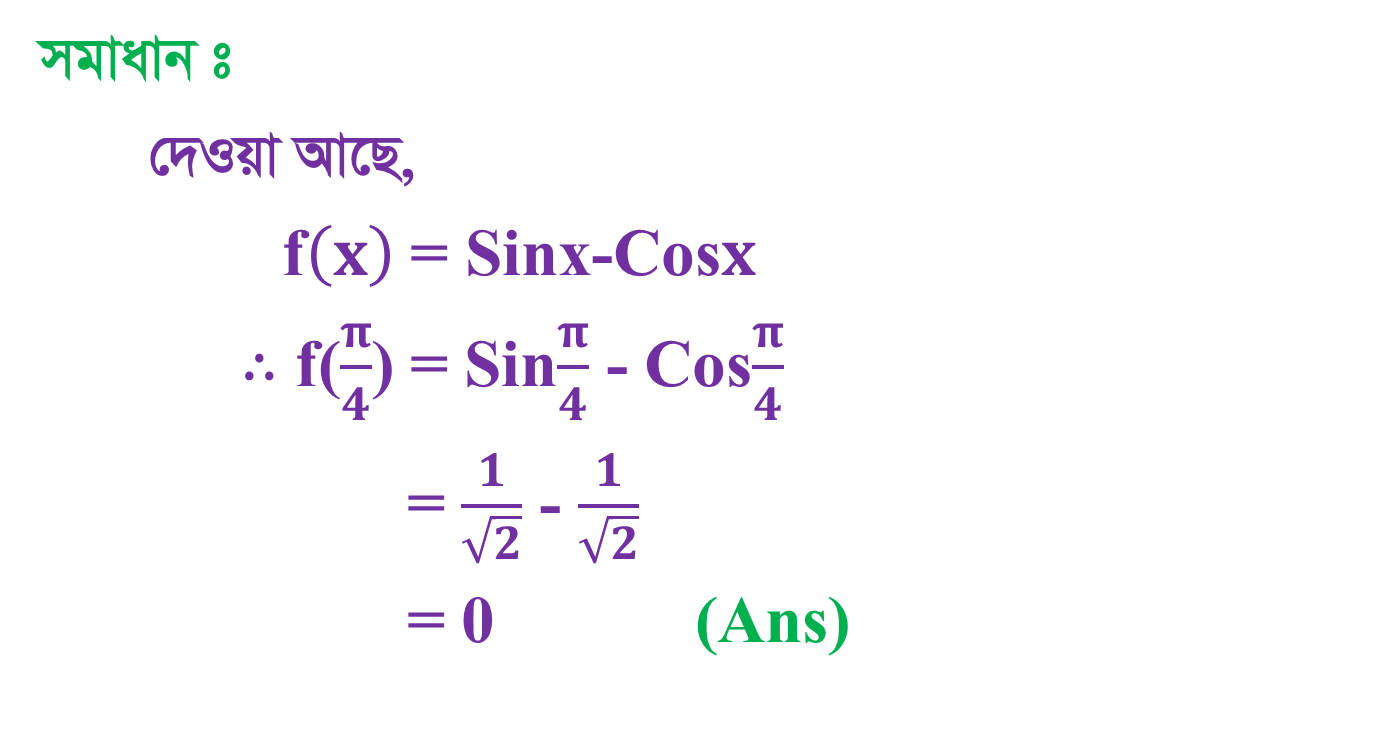 সমাধান ঃ
দেওয়া আছে,
f(x) = Sinx-Cosx
∴ f(π/4) = Sinπ/4 - Cosπ/4
= 1/√2 - 1/√2
= 0 (Ans)